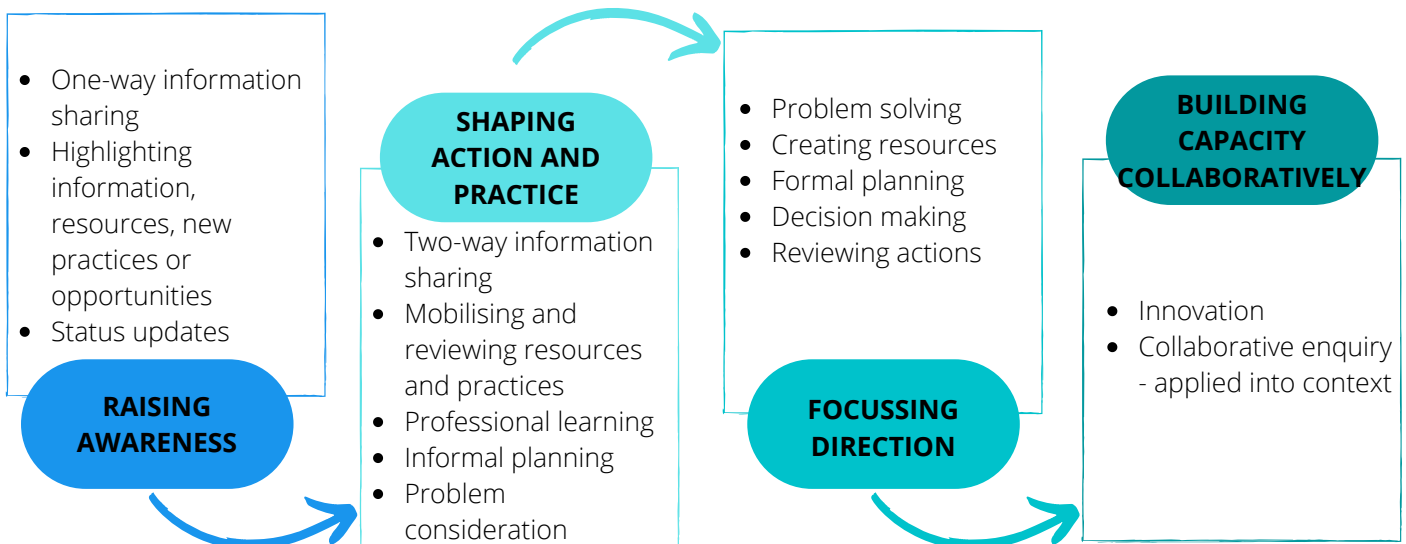 • One-way information
sharing
• Highlighting
information,
resources, new
practices or
opportunities
• Status updates
RAISING
AWARENESS
SHAPING
ACTION AND
PRACTICE
• Two-way information
sharing
• Mobilising and
reviewing resources
and practices
• Professional learning
• Informal planning
• Problem
consideration
• Problem solving
• Creating resources
• Formal planning
• Decision making
• Reviewing actions
FOCUSSING
DIRECTION
BUILDING
CAPACITY
COLLABORATIVELY
• Innovation
• Collaborative enquiry
- applied into context